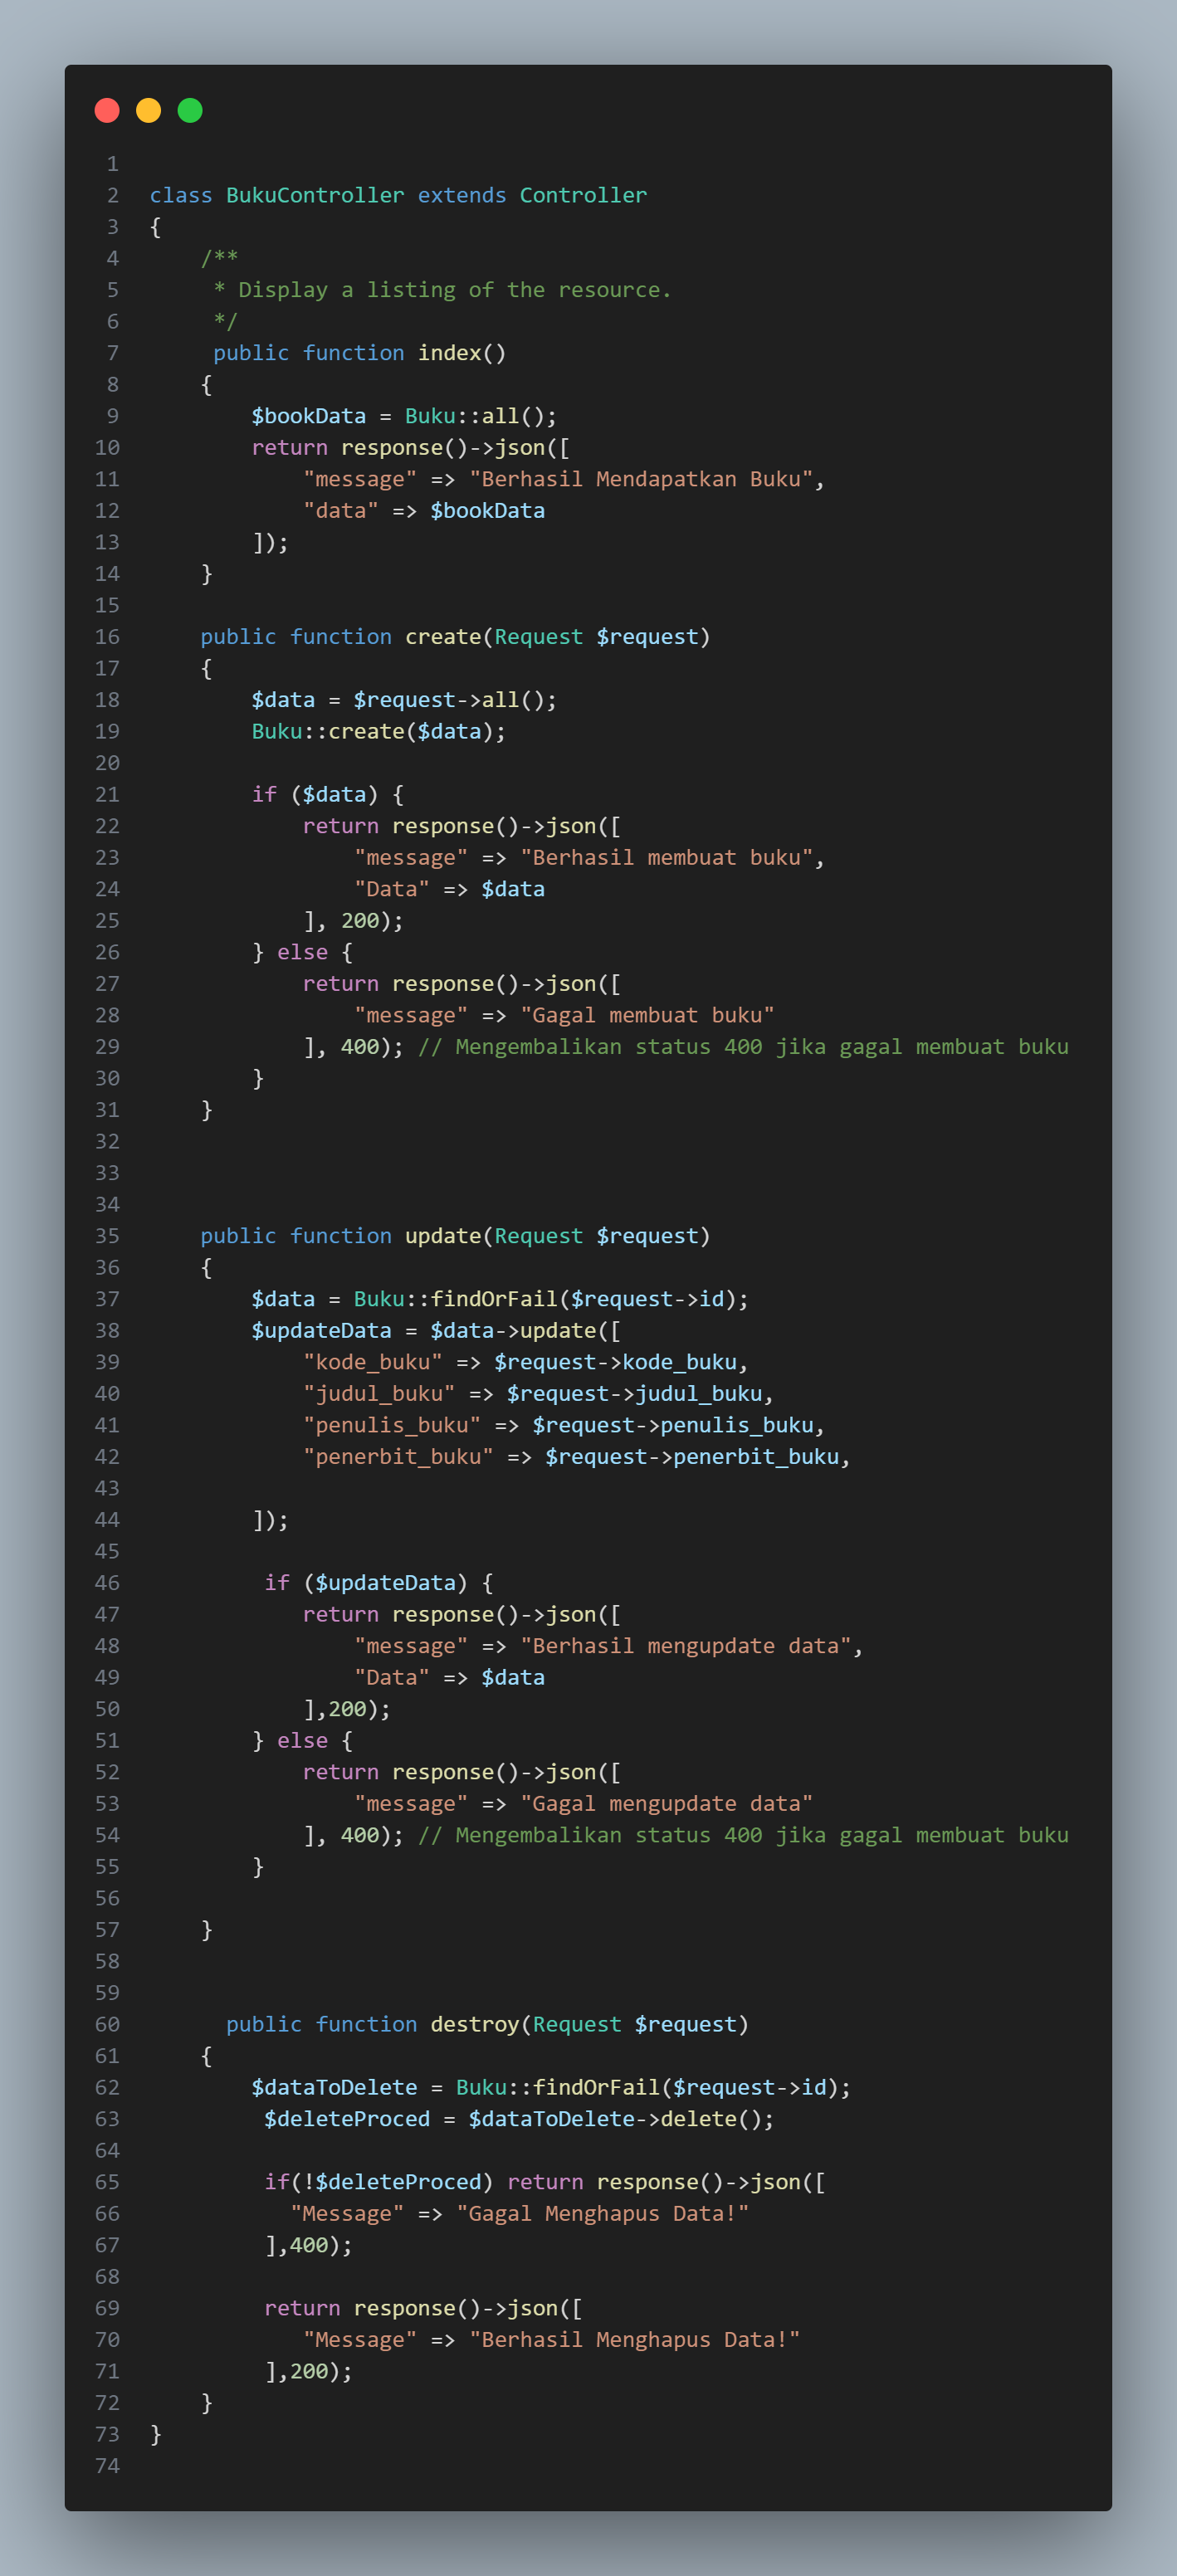 1
2 class BukuController extends Controller
3 {
4     /**
5      * Display a listing of the resource.
6      */
7      public function index()
8     {
9         $bookData = Buku::all();
10         return response()->json([
11             "message" => "Berhasil Mendapatkan Buku",
12             "data" => $bookData
13         ]);
14     }
15
16     public function create(Request $request)
17     {
18         $data = $request->all();
19         Buku::create($data);
20
21         if ($data) {
22             return response()->json([
23                 "message" => "Berhasil membuat buku",
24                 "Data" => $data
25             ], 200);
26         } else {
27             return response()->json([
28                 "message" => "Gagal membuat buku"
29             ], 400); // Mengembalikan status 400 jika gagal membuat buku
30         }
31     }
32
33
34
35     public function update(Request $request)
36     {
37         $data = Buku::findOrFail($request->id);
38         $updateData = $data->update([
39             "kode_buku" => $request->kode_buku,
40             "judul_buku" => $request->judul_buku,
41             "penulis_buku" => $request->penulis_buku,
42             "penerbit_buku" => $request->penerbit_buku,
43
44         ]);
45
46          if ($updateData) {
47             return response()->json([
48                 "message" => "Berhasil mengupdate data",
49                 "Data" => $data
50             ],200);
51         } else {
52             return response()->json([
53                 "message" => "Gagal mengupdate data"
54             ], 400); // Mengembalikan status 400 jika gagal membuat buku
55         }
56
57     }
58
59
60       public function destroy(Request $request)
61     {
62         $dataToDelete = Buku::findOrFail($request->id);
63          $deleteProced = $dataToDelete->delete();
64
65          if(!$deleteProced) return response()->json([
66            "Message" => "Gagal Menghapus Data!"
67          ],400);
68
69          return response()->json([
70             "Message" => "Berhasil Menghapus Data!"
71          ],200);
72     }
73 }
74